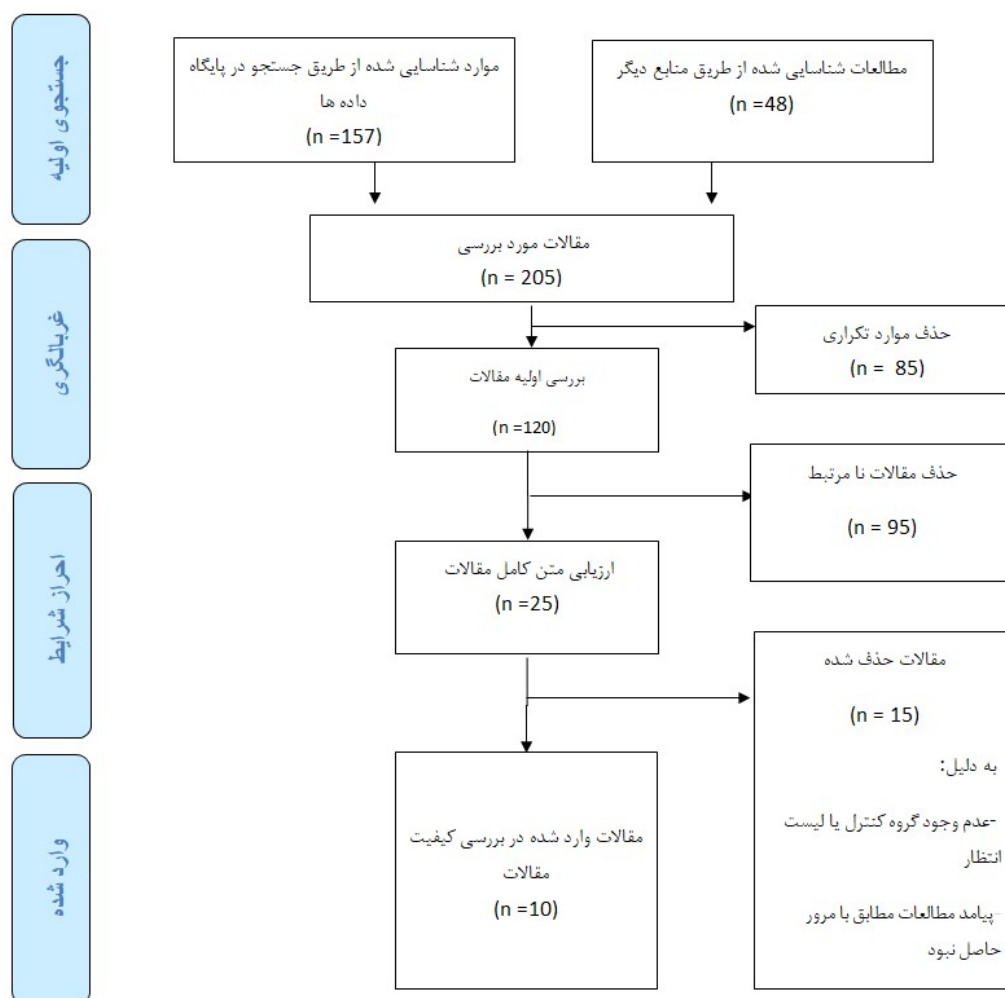 جستجوی اولیه
موارد شناسایی شده از طریق جستجو در پایگاه
داده ها
(n =157)
مطالعات شناسایی شده از طریق منابع دیگر
(n =48)
غربالگری
مقالات مورد بررسی
(n = 205)
حذف موارد تکراری
(n = 85)
بررسی اولیه مقالات
(n =120)
حذف مقالات نا مرتبط
(n = 95)
احراز شرایط
ارزیابی متن کامل مقالات
(n =25)
مقالات حذف شده
(n = 15)
به دلیل:
-عدم وجود گروه کنترل یا لیست
انتظار
-پیامد مطالعات مطابق با مرور
حاصل نبود
وارد شده
مقالات وارد شده در بررسی کیفیت
مقالات
(n =10)